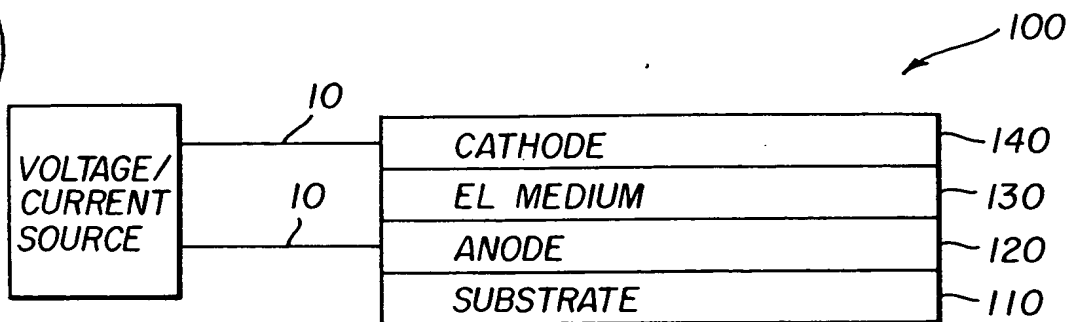 100
10
VOLTAGE/
CURRENT
SOURCE
10
CATHODE
140
EL MEDIUM
130
ANODE
120
SUBSTRATE
110